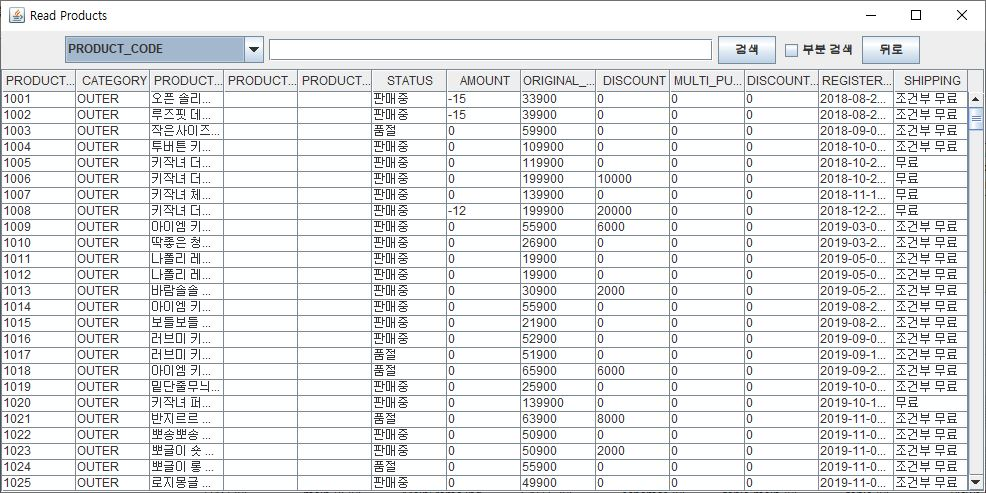 Read Products
PRODUCT_CODE 검색 부분 검색 뒤로
PRODUCT... CATEGORY PRODUCT... PRODUCT... PRODUCT... STATUS AMOUNT ORIGINAL_... DISCOUNT MULTI_PU... DISCOUNT... REGISTER... SHIPPING
1001 OUTER 오픈 솔리... 판매중 -15 33900 0 0 0 2018-08-2... 조건부 무료
1002 OUTER 루즈핏 데... 판매중 -15 39900 0 0 0 2018-08-2... 조건부 무료
1003 OUTER 작은사이즈... 품절 0 59900 0 0 0 2018-09-0... 조건부 무료
1004 OUTER 투버튼 키... 판매중 0 109900 0 0 0 2018-10-0... 조건부 무료
1005 OUTER 키작녀 더... 판매중 0 119900 0 0 0 2018-10-2... 무료
1006 OUTER 키작녀 더... 판매중 0 199900 10000 0 0 2018-10-2... 무료
1007 OUTER 키작녀 체... 판매중 0 139900 0 0 0 2018-11-1... 무료
1008 OUTER 키작녀 더... 판매중 -12 199900 20000 0 0 2018-12-2... 무료
1009 OUTER 아이엠 키... 판매중 0 55900 6000 0 0 2019-03-0... 조건부 무료
1010 OUTER 딱좋은 청... 판매중 0 26900 0 0 0 2019-03-2... 조건부 무료
1011 OUTER 나폴리 레... 판매중 0 19900 0 0 0 2019-05-0... 조건부 무료
1012 OUTER 나폴리 레... 판매중 0 19900 0 0 0 2019-05-0... 조건부 무료
1013 OUTER 바람솔솔 ... 판매중 0 30900 2000 0 0 2019-05-2... 조건부 무료
1014 OUTER 아이엠 키... 판매중 0 55900 0 0 0 2019-08-2... 조건부 무료
1015 OUTER 보들보들 ... 판매중 0 21900 0 0 0 2019-08-2... 조건부 무료
1016 OUTER 러브미 키... 판매중 0 52900 0 0 0 2019-09-0... 조건부 무료
1017 OUTER 러브미 키... 품절 0 51900 0 0 0 2019-09-1... 조건부 무료
1018 OUTER 아이엠 키... 품절 0 65900 6000 0 0 2019-09-2... 조건부 무료
1019 OUTER 밑단줄무늬... 판매중 0 25900 0 0 0 2019-10-0... 조건부 무료
1020 OUTER 키작녀 퍼... 판매중 0 139900 0 0 0 2019-10-1... 무료
1021 OUTER 반지르르 ... 품절 0 63900 8000 0 0 2019-11-0... 조건부 무료
1022 OUTER 뽀송뽀송 ... 판매중 0 50900 0 0 0 2019-11-0... 조건부 무료
1023 OUTER 뽀글이 숏 ... 판매중 0 50900 2000 0 0 2019-11-0... 조건부 무료
1024 OUTER 뽀글이 롱 ... 품절 0 55900 0 0 0 2019-11-0... 조건부 무료
1025 OUTER 로지몽글 ... 판매중 0 49900 0 0 0 2019-11-0... 조건부 무료